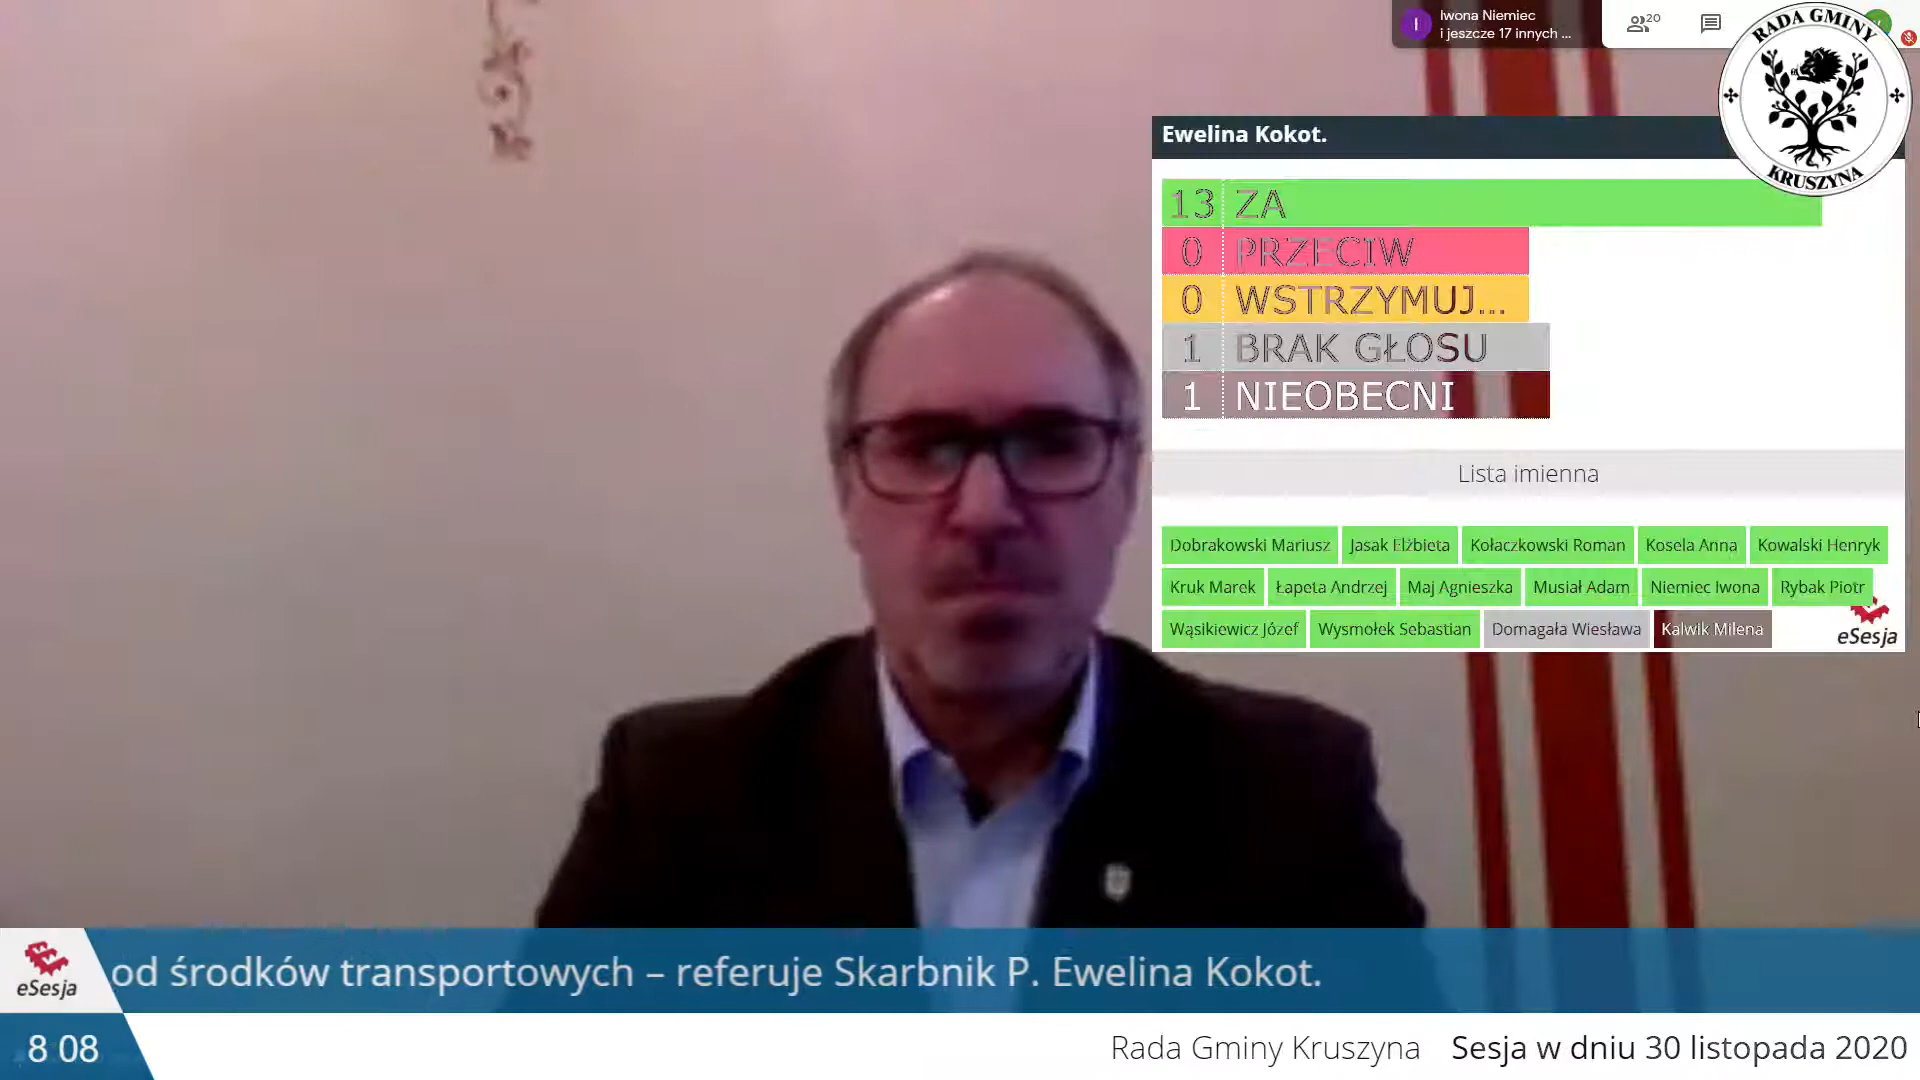 Iwona Niemiec
i jeszcze 17 innych ...
20
I
RADA GMINY
KRUSZYNA
Ewelina Kokot.
13 ZA
0 PRZECIW
0 WSTRZYMUJ...
1 BRAK GŁOSU
1 NIEOBECNI
Lista imienna
Dobrakowski Mariusz Jasak Elżbieta Kołaczkowski Roman Kosela Anna Kowalski Henryk
Kruk Marek Łapeta Andrzej Maj Agnieszka Musiał Adam Niemiec Iwona Rybak Piotr
Wąsikiewicz Józef Wysmołek Sebastian Domagała Wiesława Kalwik Milena
eSesja
eSesja
od środków transportowych – referuje Skarbnik P. Ewelina Kokot.
8 08
Rada Gminy Kruszyna Sesja w dniu 30 listopada 2020